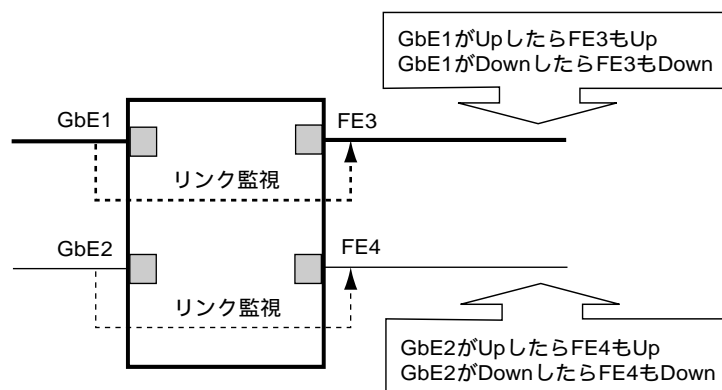 GbE1がUpしたらFE3もUp
GbE1がDownしたらFE3もDown
GbE1
FE3
リンク監視
GbE2
FE4
リンク監視
GbE2がUpしたらFE4もUp
GbE2がDownしたらFE4もDown